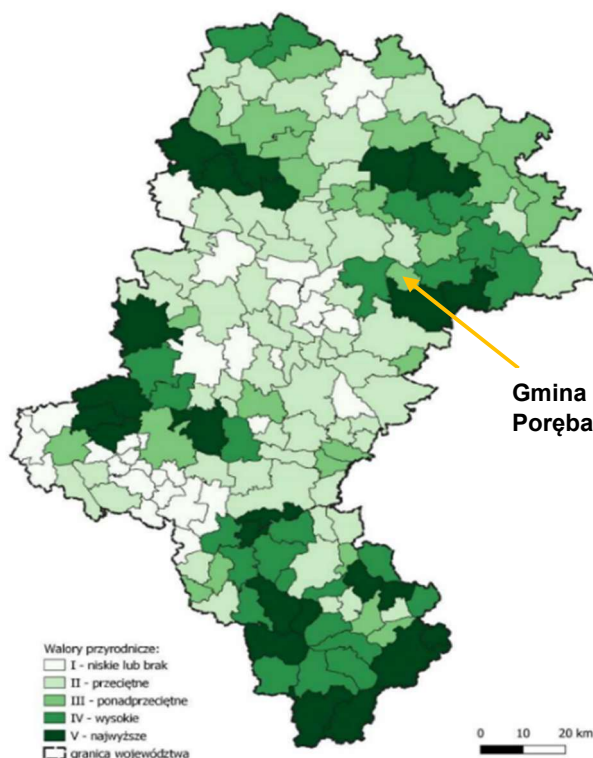 Gmina
Poręba
Walory przyrodnicze:
I - niskie lub brak
II - przeciętne
III - ponadprzeciętne
IV - wysokie
V - najwyższe
granica województwa
0 10 20 km